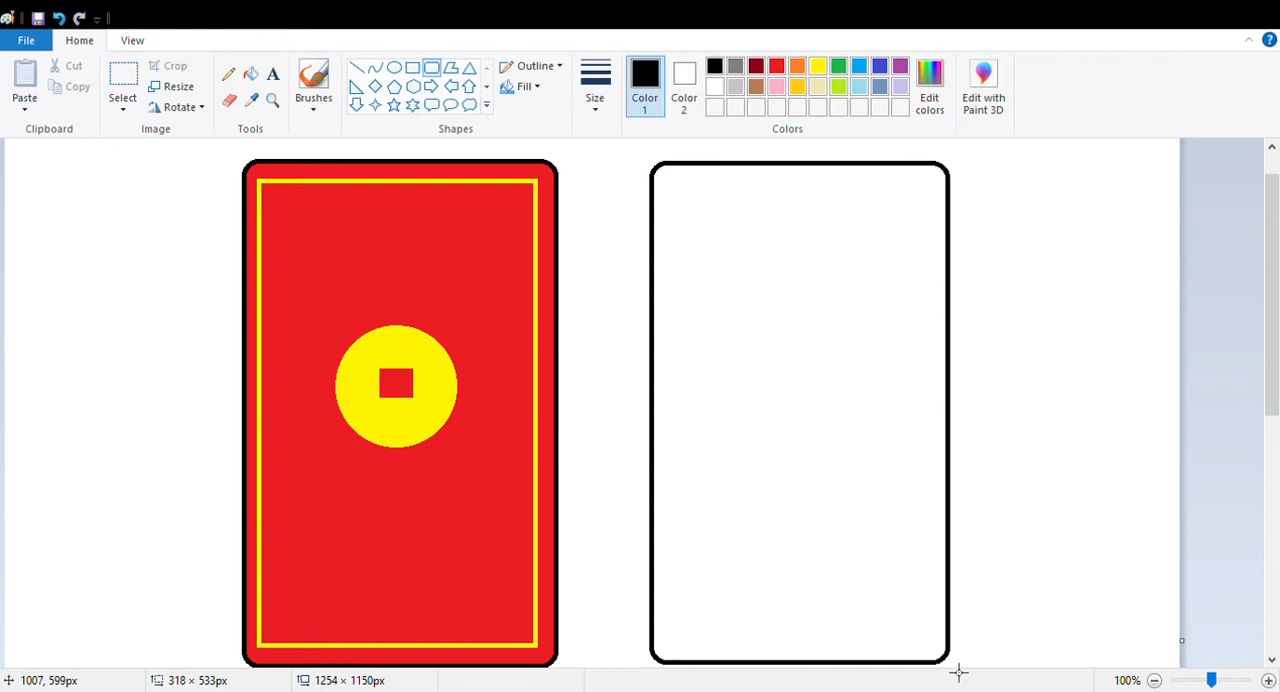 File Home View
Cut
Copy
Paste
Clipboard
Select
Crop
Resize
Rotate
Image
A
Tools
Brushes
Shapes
Outline
Fill
Size
Color 1
Color 2
Colors
Edit colors
Edit with Paint 3D
?
1007, 599px 318 × 533px 1254 × 1150px 100%